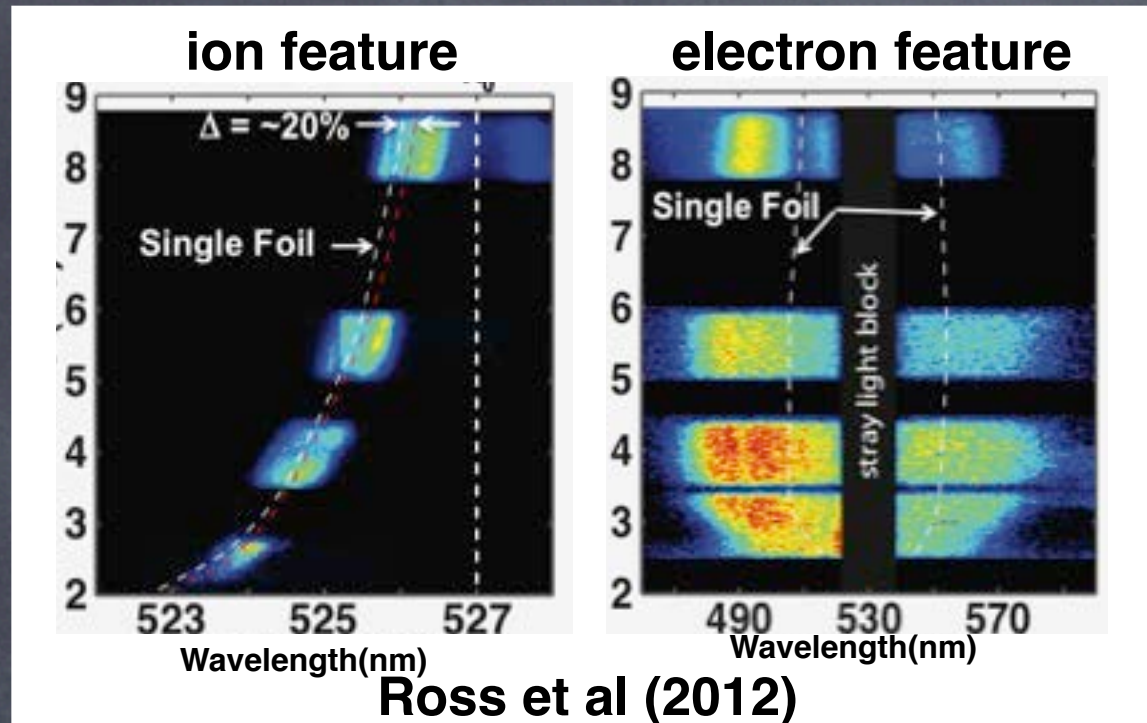 ion feature
electron feature
9
Δ = ~20%
8
Single Foil
7
6
5
4
3
2
523 525 527
Wavelength(nm)
9
8
Single Foil
7
6
5
4
3
2
stray light block
490 530 570
Wavelength(nm)
Ross et al (2012)